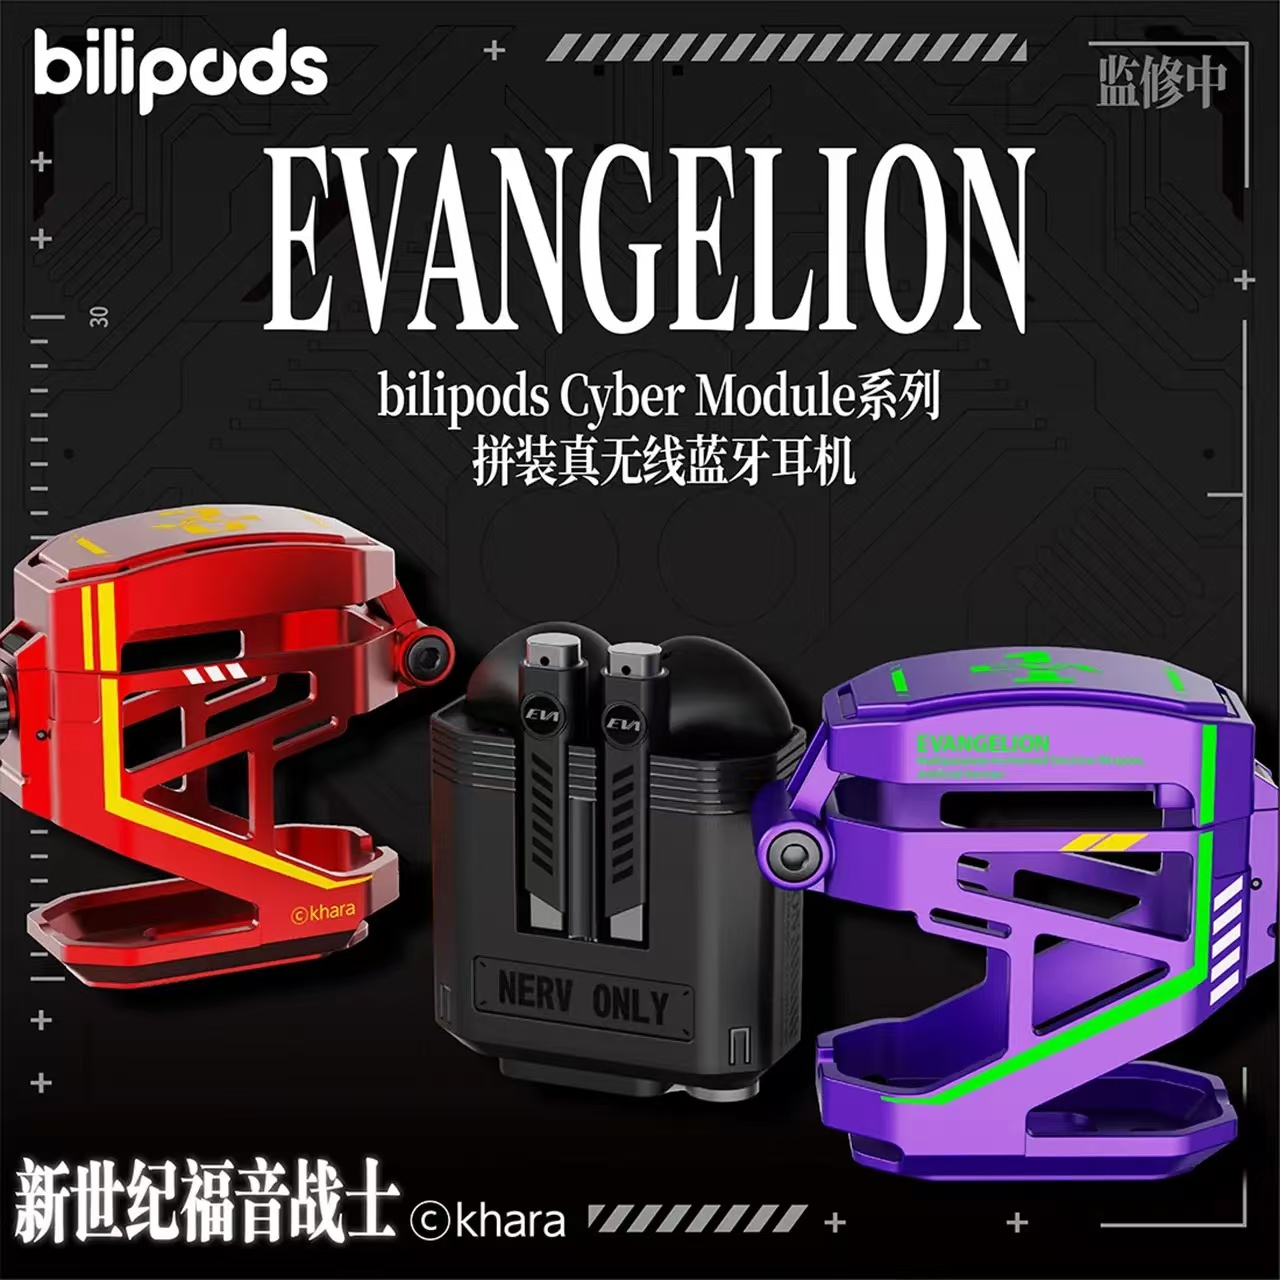 bilipods
监修中
EVANGELION
30
bilipods Cyber Module系列
拼装真无线蓝牙耳机
EVA
EVA
EVANGELION
©khara
NERV ONLY
新世纪福音战士 ©khara